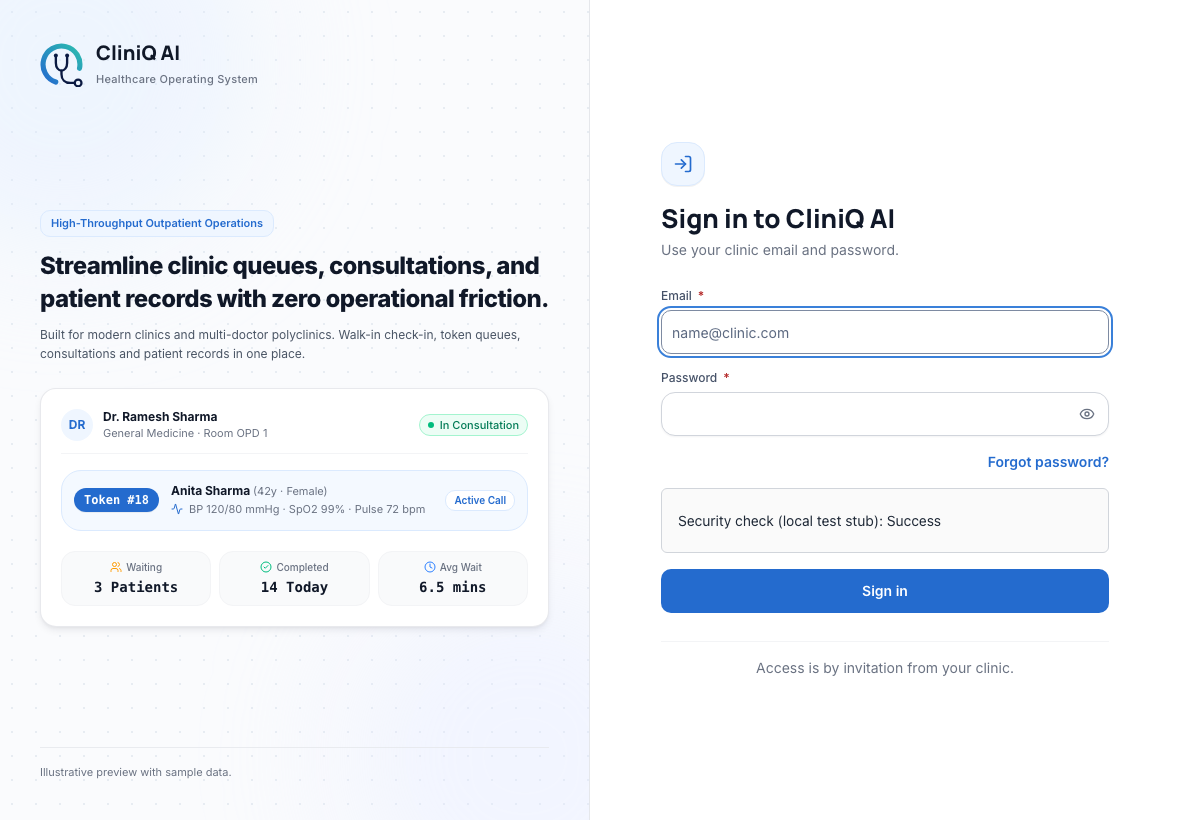 CliniQ AI
Healthcare Operating System
High-Throughput Outpatient Operations
Streamline clinic queues, consultations, and
patient records with zero operational friction.
Built for modern clinics and multi-doctor polyclinics. Walk-in check-in, token queues,
consultations and patient records in one place.
DR
Dr. Ramesh Sharma
General Medicine · Room OPD 1
In Consultation
Token #18
Anita Sharma (42y · Female)
BP 120/80 mmHg · SpO2 99% · Pulse 72 bpm
Active Call
Waiting
3 Patients
Completed
14 Today
Avg Wait
6.5 mins
Illustrative preview with sample data.
Sign in to CliniQ AI
Use your clinic email and password.
Email *
name@clinic.com
Password *
Forgot password?
Security check (local test stub): Success
Sign in
Access is by invitation from your clinic.